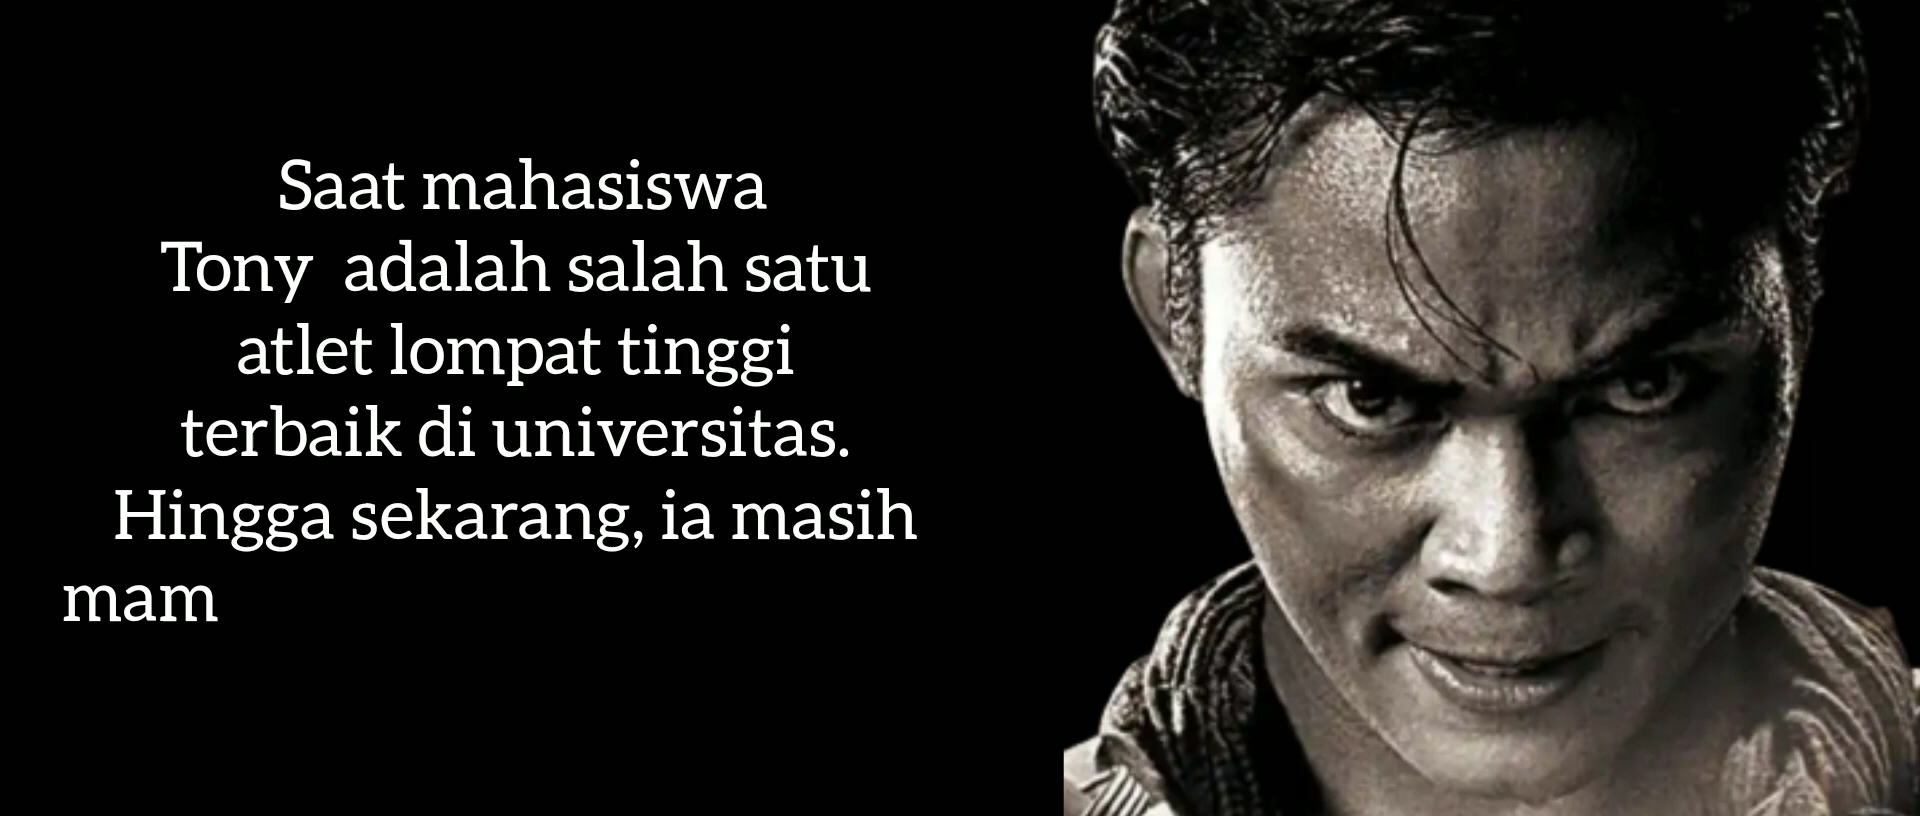 Saat mahasiswa
Tony  adalah salah satu
atlet lompat tinggi
terbaik di universitas.
Hingga sekarang, ia masih
mam